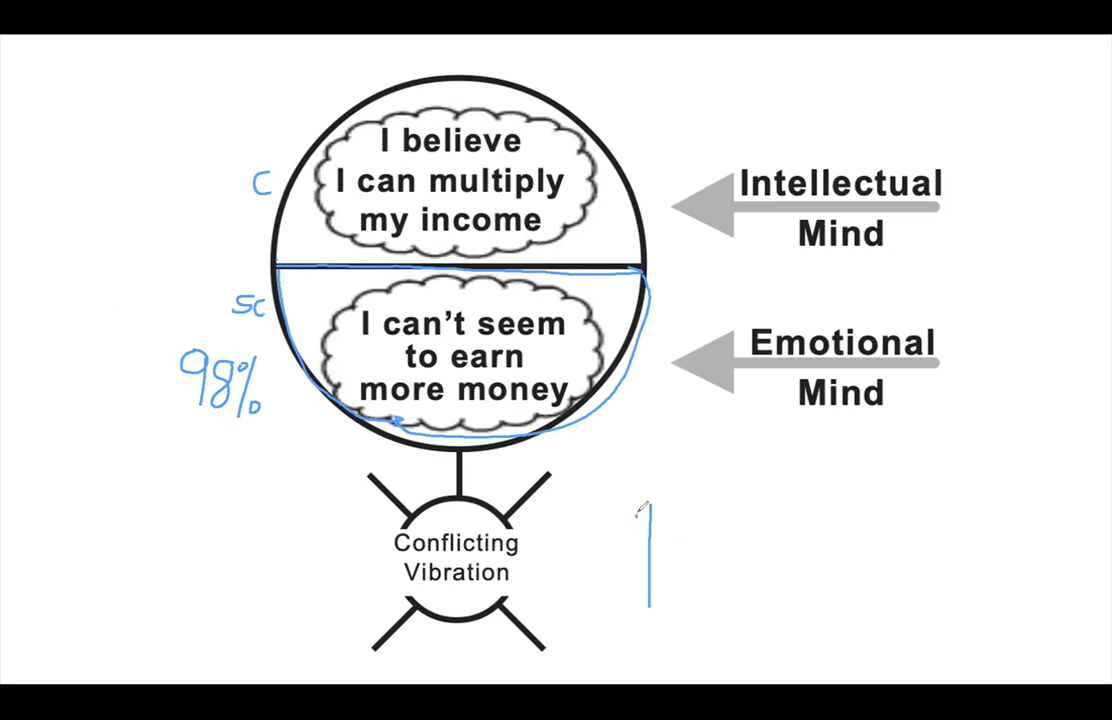 I believe
I can multiply
my income
C
Intellectual
Mind
SC
98%
I can't seem
to earn
more money
Emotional
Mind
Conflicting
Vibration